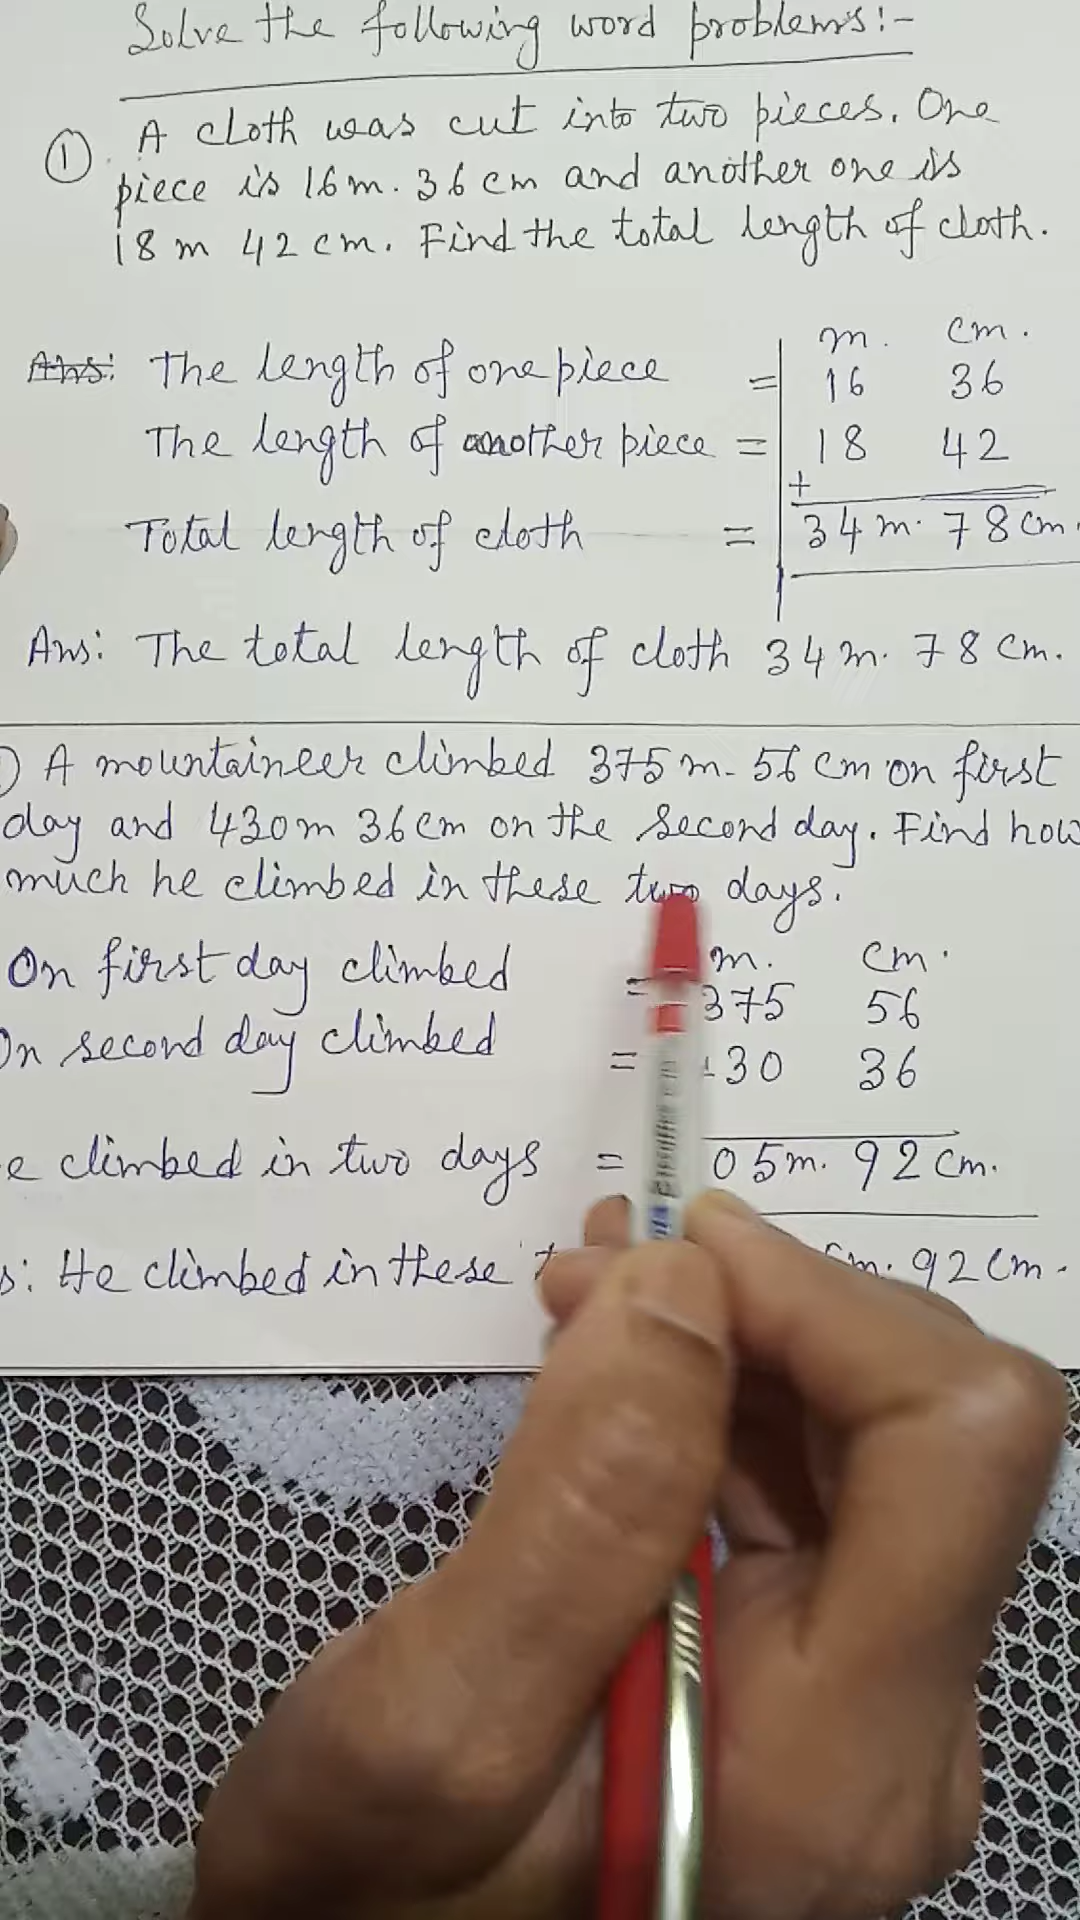 Solve the following word problems:-
① A cloth was cut into two pieces. One
piece is 16m. 36 cm and another one is
18 m 42 cm. Find the total length of cloth.
m. cm.
Ans: The length of one piece = 16 36
The length of another piece = 18 42
+
Total length of cloth = 34 m. 78 cm.
Ans: The total length of cloth 34 m. 78 cm.
) A mountaineer climbed 375 m - 56 cm on first
day and 430m 36 cm on the second day. Find how
much he climbed in these two days.
m. cm.
On first day climbed = 375 56
On second day climbed = 30 36
e climbed in two days = 05 m. 92 cm.
s: He climbed in these m. 92 cm.